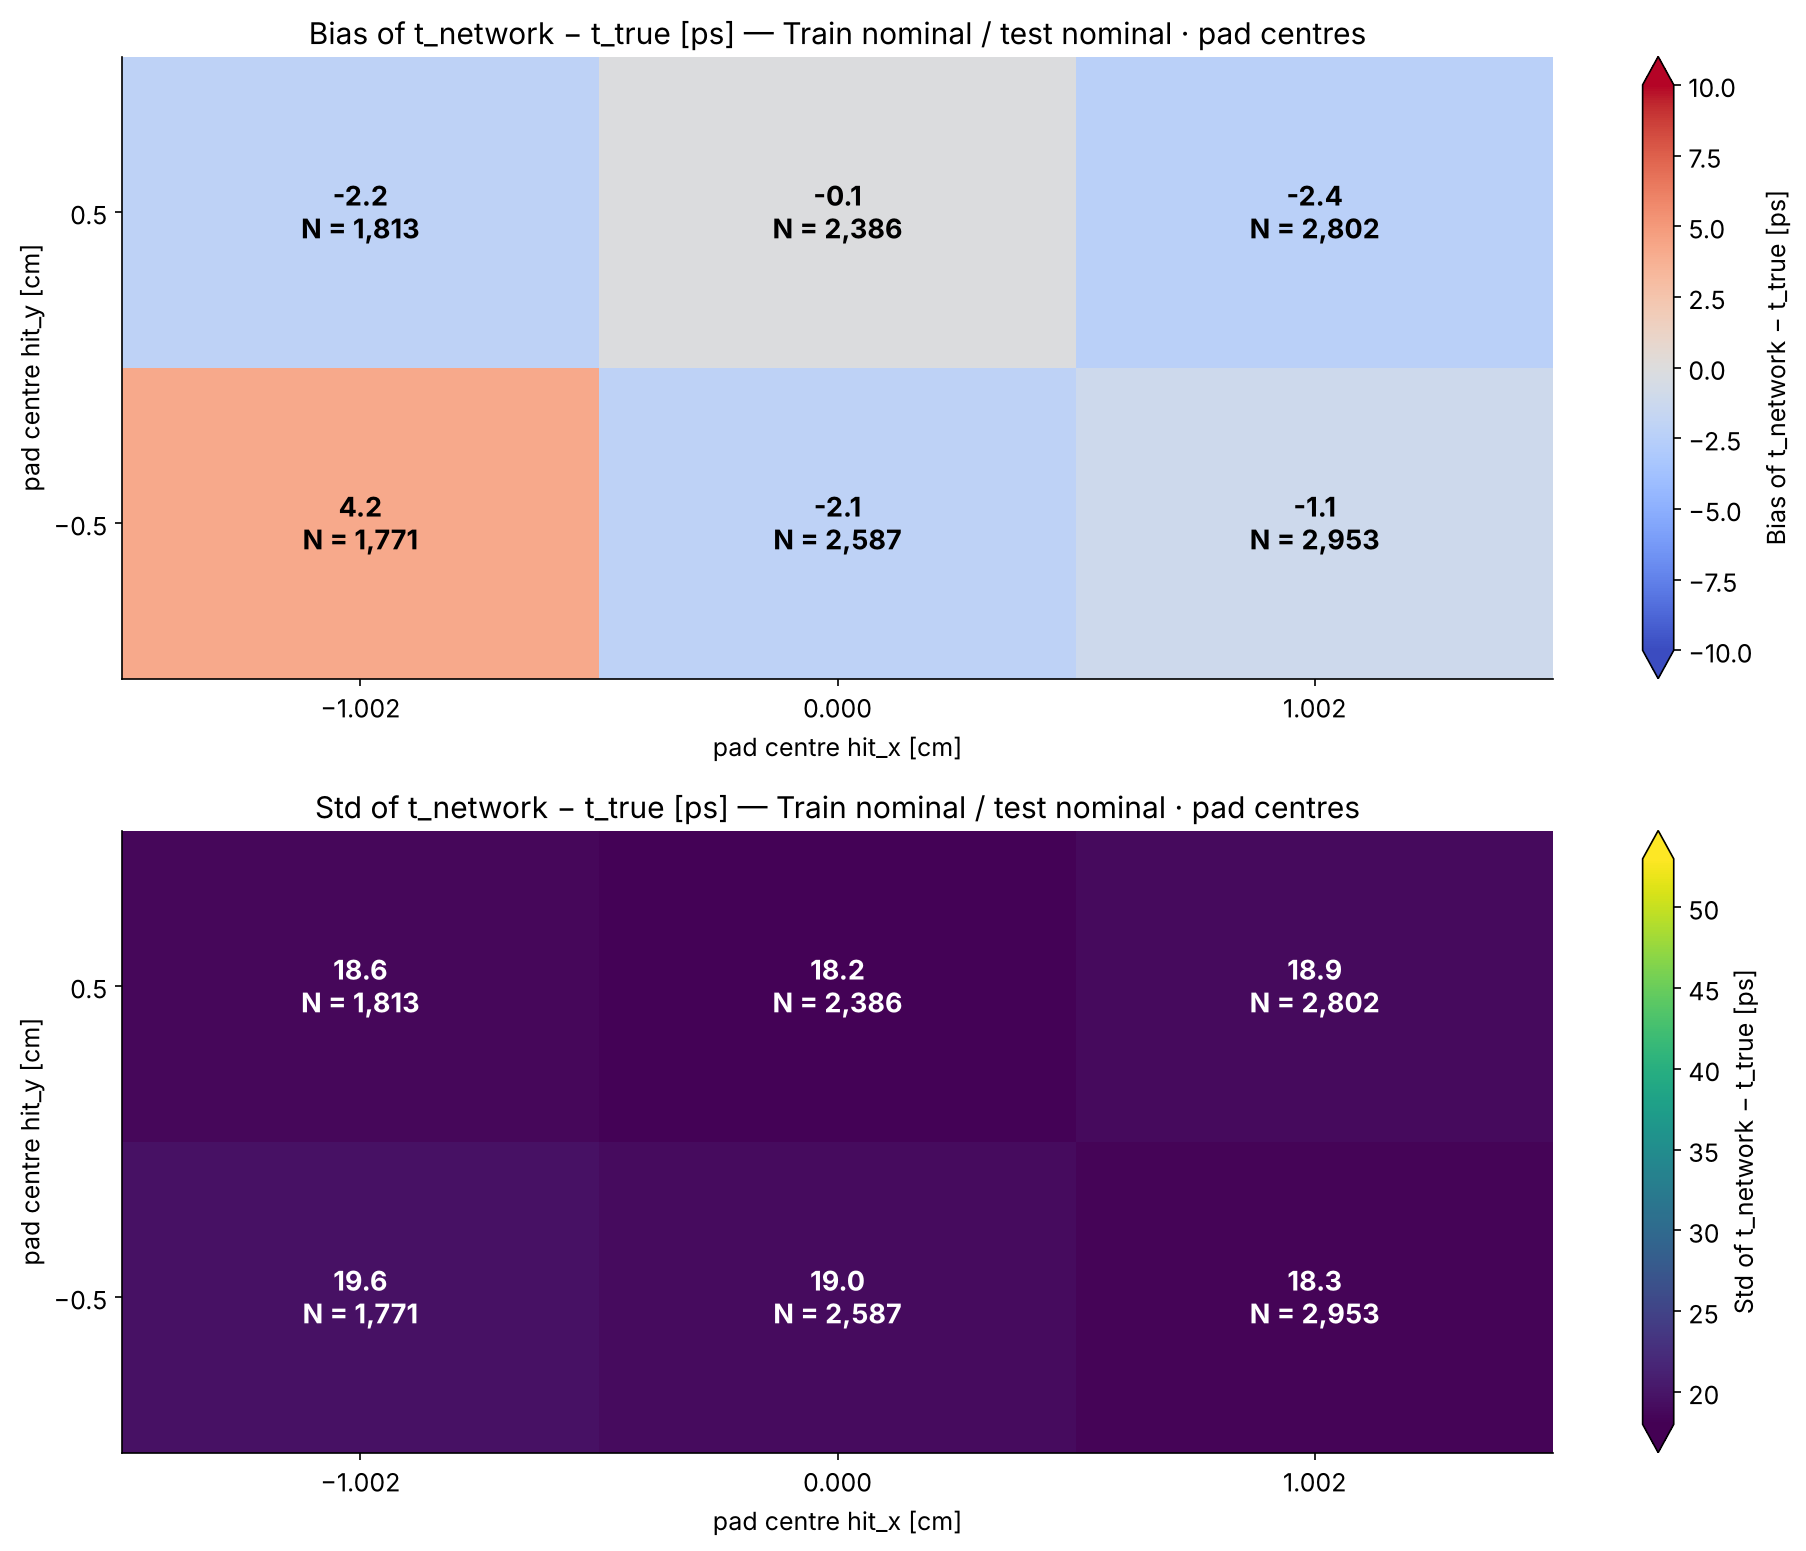 Bias of t_network − t_true [ps] — Train nominal / test nominal · pad centres
pad centre hit_y [cm]
0.5
−0.5
-2.2
N = 1,813
-0.1
N = 2,386
-2.4
N = 2,802
4.2
N = 1,771
-2.1
N = 2,587
-1.1
N = 2,953
−1.002
0.000
1.002
pad centre hit_x [cm]
10.0
7.5
5.0
2.5
0.0
−2.5
−5.0
−7.5
−10.0
Bias of t_network − t_true [ps]
Std of t_network − t_true [ps] — Train nominal / test nominal · pad centres
pad centre hit_y [cm]
0.5
−0.5
18.6
N = 1,813
18.2
N = 2,386
18.9
N = 2,802
19.6
N = 1,771
19.0
N = 2,587
18.3
N = 2,953
−1.002
0.000
1.002
pad centre hit_x [cm]
50
45
40
35
30
25
20
Std of t_network − t_true [ps]